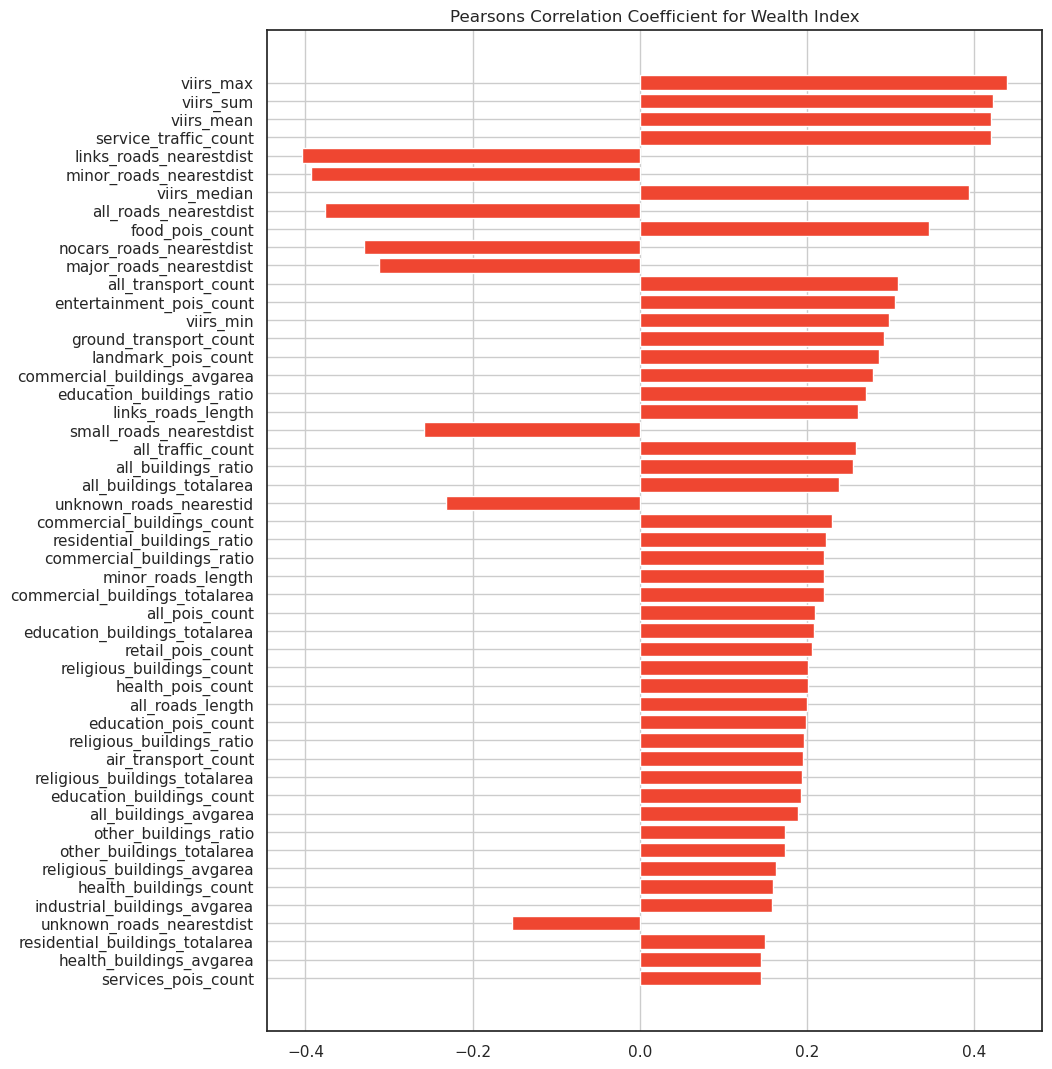 Pearsons Correlation Coefficient for Wealth Index
viirs_max
viirs_sum
viirs_mean
service_traffic_count
links_roads_nearestdist
minor_roads_nearestdist
viirs_median
all_roads_nearestdist
food_pois_count
nocars_roads_nearestdist
major_roads_nearestdist
all_transport_count
entertainment_pois_count
viirs_min
ground_transport_count
landmark_pois_count
commercial_buildings_avgarea
education_buildings_ratio
links_roads_length
small_roads_nearestdist
all_traffic_count
all_buildings_ratio
all_buildings_totalarea
unknown_roads_nearestid
commercial_buildings_count
residential_buildings_ratio
commercial_buildings_ratio
minor_roads_length
commercial_buildings_totalarea
all_pois_count
education_buildings_totalarea
retail_pois_count
religious_buildings_count
health_pois_count
all_roads_length
education_pois_count
religious_buildings_ratio
air_transport_count
religious_buildings_totalarea
education_buildings_count
all_buildings_avgarea
other_buildings_ratio
other_buildings_totalarea
religious_buildings_avgarea
health_buildings_count
industrial_buildings_avgarea
unknown_roads_nearestdist
residential_buildings_totalarea
health_buildings_avgarea
services_pois_count
−0.4 −0.2 0.0 0.2 0.4